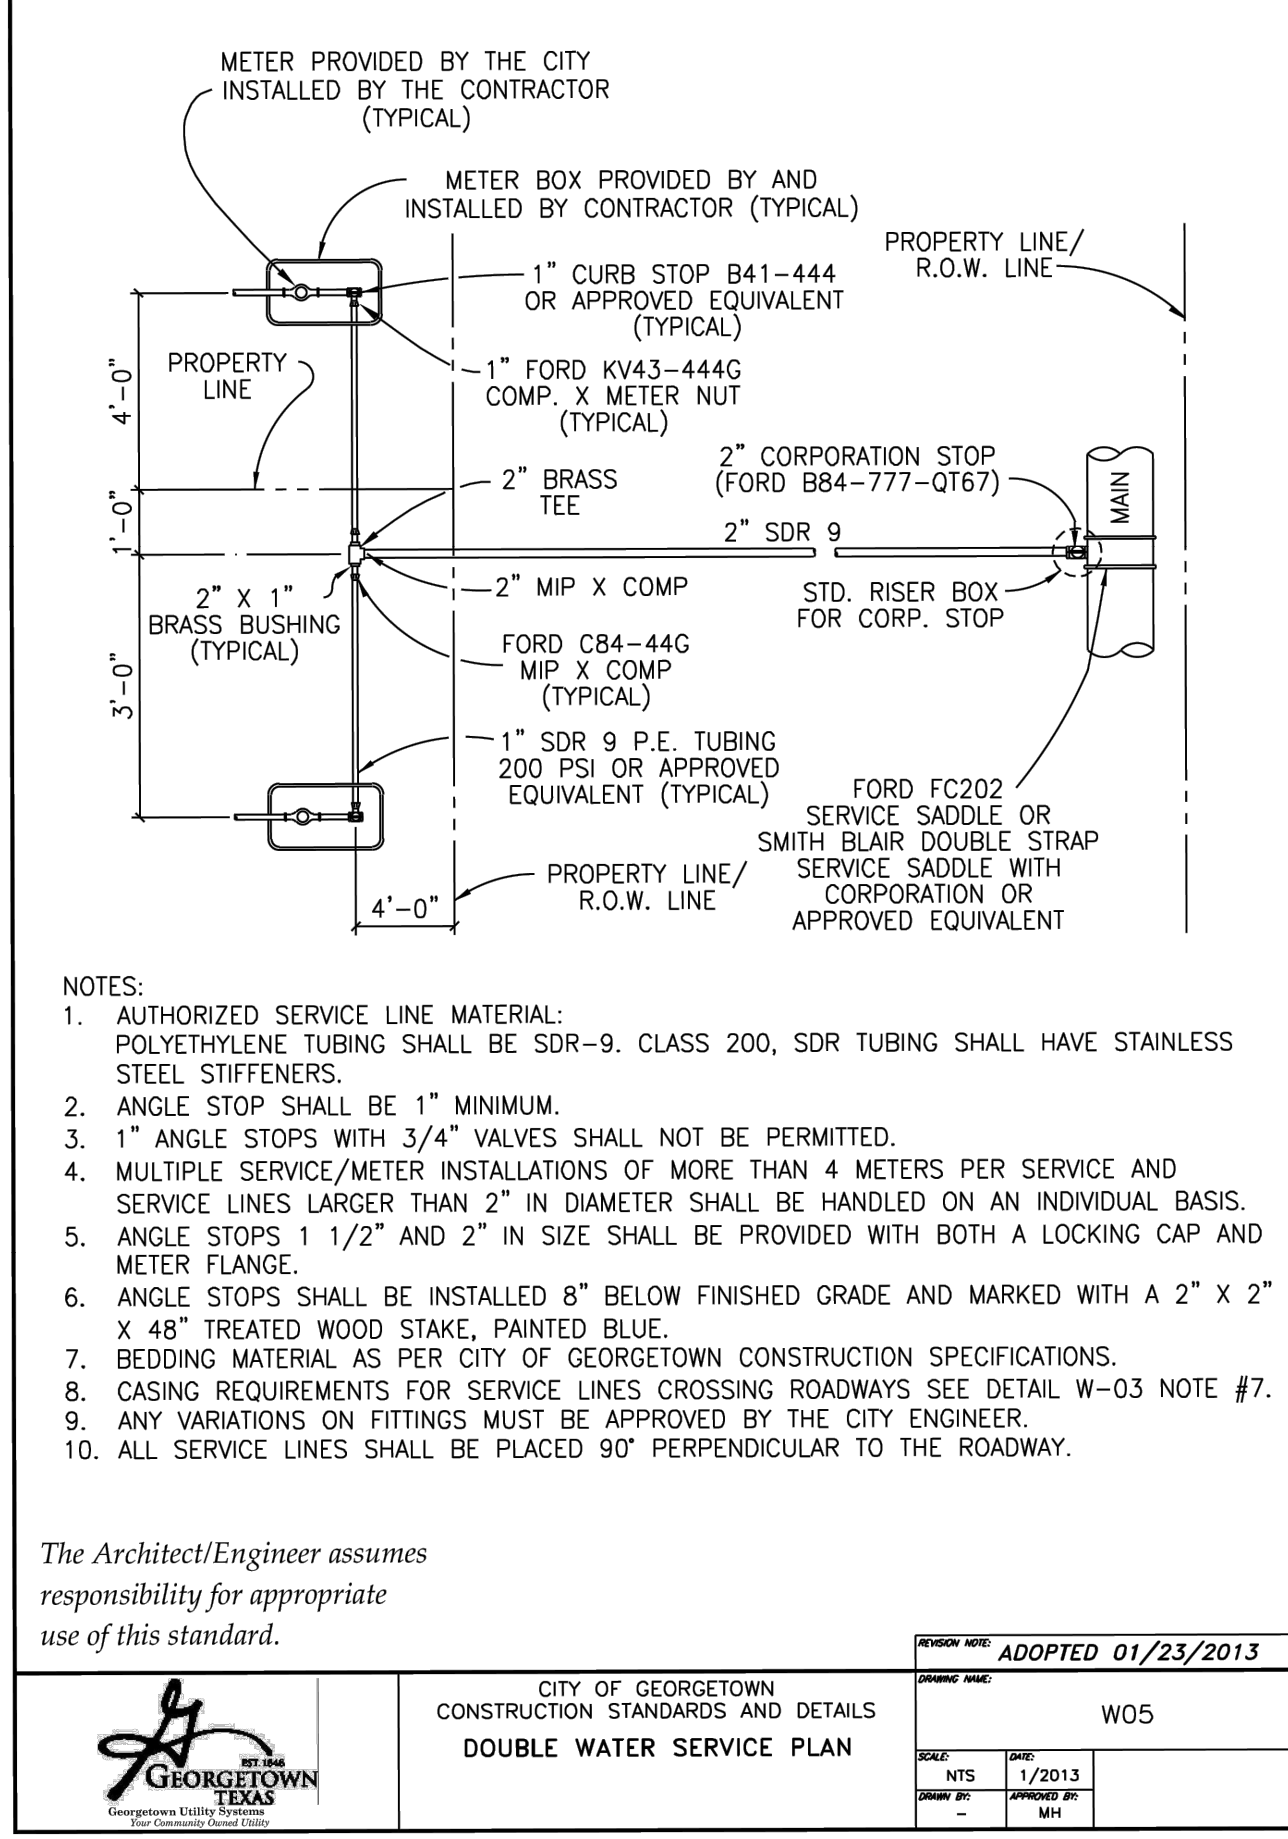 METER PROVIDED BY THE CITY
INSTALLED BY THE CONTRACTOR
(TYPICAL)
METER BOX PROVIDED BY AND
INSTALLED BY CONTRACTOR (TYPICAL)
PROPERTY LINE/
R.O.W. LINE
1" CURB STOP B41-444
OR APPROVED EQUIVALENT
(TYPICAL)
4'-0"
PROPERTY
LINE
1" FORD KV43-444G
COMP. X METER NUT
(TYPICAL)
2" CORPORATION STOP
(FORD B84-777-QT67)
MAIN
2" BRASS
TEE
1'-0"
2" SDR 9
2" X 1"
BRASS BUSHING
(TYPICAL)
2" MIP X COMP
STD. RISER BOX
FOR CORP. STOP
FORD C84-44G
MIP X COMP
(TYPICAL)
3'-0"
1" SDR 9 P.E. TUBING
200 PSI OR APPROVED
EQUIVALENT (TYPICAL)
FORD FC202
SERVICE SADDLE OR
SMITH BLAIR DOUBLE STRAP
SERVICE SADDLE WITH
CORPORATION OR
APPROVED EQUIVALENT
PROPERTY LINE/
R.O.W. LINE
4'-0"
NOTES:
1. AUTHORIZED SERVICE LINE MATERIAL:
POLYETHYLENE TUBING SHALL BE SDR-9. CLASS 200, SDR TUBING SHALL HAVE STAINLESS
STEEL STIFFENERS.
2. ANGLE STOP SHALL BE 1" MINIMUM.
3. 1" ANGLE STOPS WITH 3/4" VALVES SHALL NOT BE PERMITTED.
4. MULTIPLE SERVICE/METER INSTALLATIONS OF MORE THAN 4 METERS PER SERVICE AND
SERVICE LINES LARGER THAN 2" IN DIAMETER SHALL BE HANDLED ON AN INDIVIDUAL BASIS.
5. ANGLE STOPS 1 1/2" AND 2" IN SIZE SHALL BE PROVIDED WITH BOTH A LOCKING CAP AND
METER FLANGE.
6. ANGLE STOPS SHALL BE INSTALLED 8" BELOW FINISHED GRADE AND MARKED WITH A 2" X 2"
X 48" TREATED WOOD STAKE, PAINTED BLUE.
7. BEDDING MATERIAL AS PER CITY OF GEORGETOWN CONSTRUCTION SPECIFICATIONS.
8. CASING REQUIREMENTS FOR SERVICE LINES CROSSING ROADWAYS SEE DETAIL W-03 NOTE #7.
9. ANY VARIATIONS ON FITTINGS MUST BE APPROVED BY THE CITY ENGINEER.
10. ALL SERVICE LINES SHALL BE PLACED 90° PERPENDICULAR TO THE ROADWAY.
The Architect/Engineer assumes
responsibility for appropriate
use of this standard.
REVISION NOTE: ADOPTED 01/23/2013
EST. 1848
GEORGETOWN
TEXAS
Georgetown Utility Systems
Your Community Owned Utility
CITY OF GEORGETOWN
CONSTRUCTION STANDARDS AND DETAILS
DOUBLE WATER SERVICE PLAN
DRAWING NAME:
W05
SCALE:
NTS
DATE:
1/2013
DRAWN BY:
-
APPROVED BY:
MH